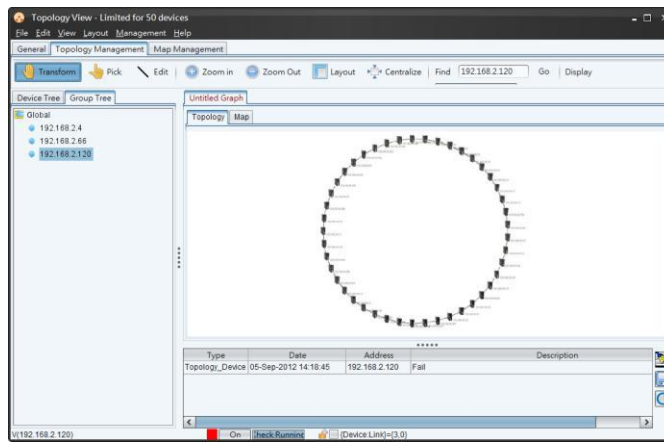 Topology View - Limited for 50 devices
File Edit View Layout Management Help
General Topology Management Map Management
Transform Pick Edit Zoom in Zoom Out Layout Centralize Find 192.168.2.120 Go Display
Device Tree Group Tree
Untitled Graph
Global
Topology Map
192.168.2.4
192.168.2.66
192.168.2.120
Type Date Address Description
Topology_Device 05-Sep-2012 14:18:45 192.168.2.120 Fail
V(192.168.2.120) On Check Running {Device:Link}={3,0}